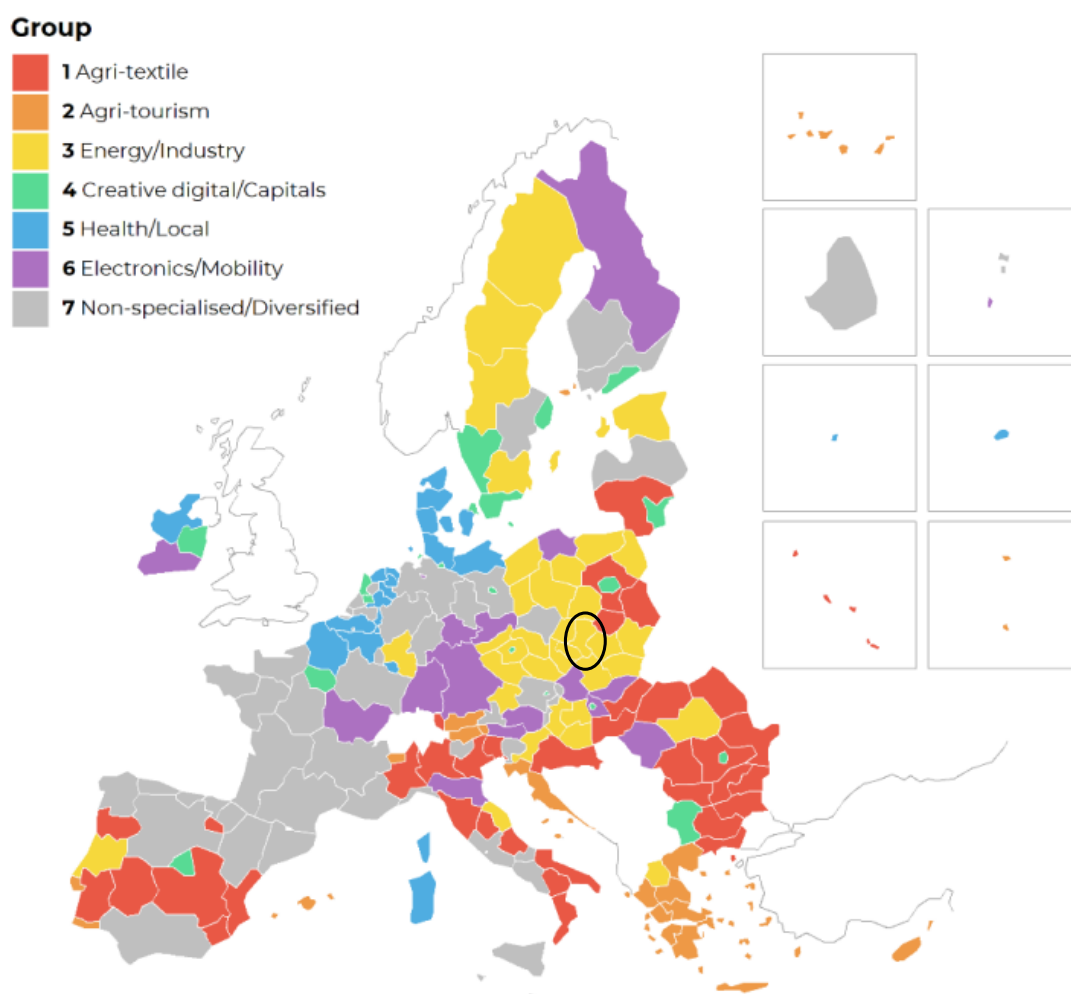 Group
1 Agri-textile
2 Agri-tourism
3 Energy/Industry
4 Creative digital/Capitals
5 Health/Local
6 Electronics/Mobility
7 Non-specialised/Diversified